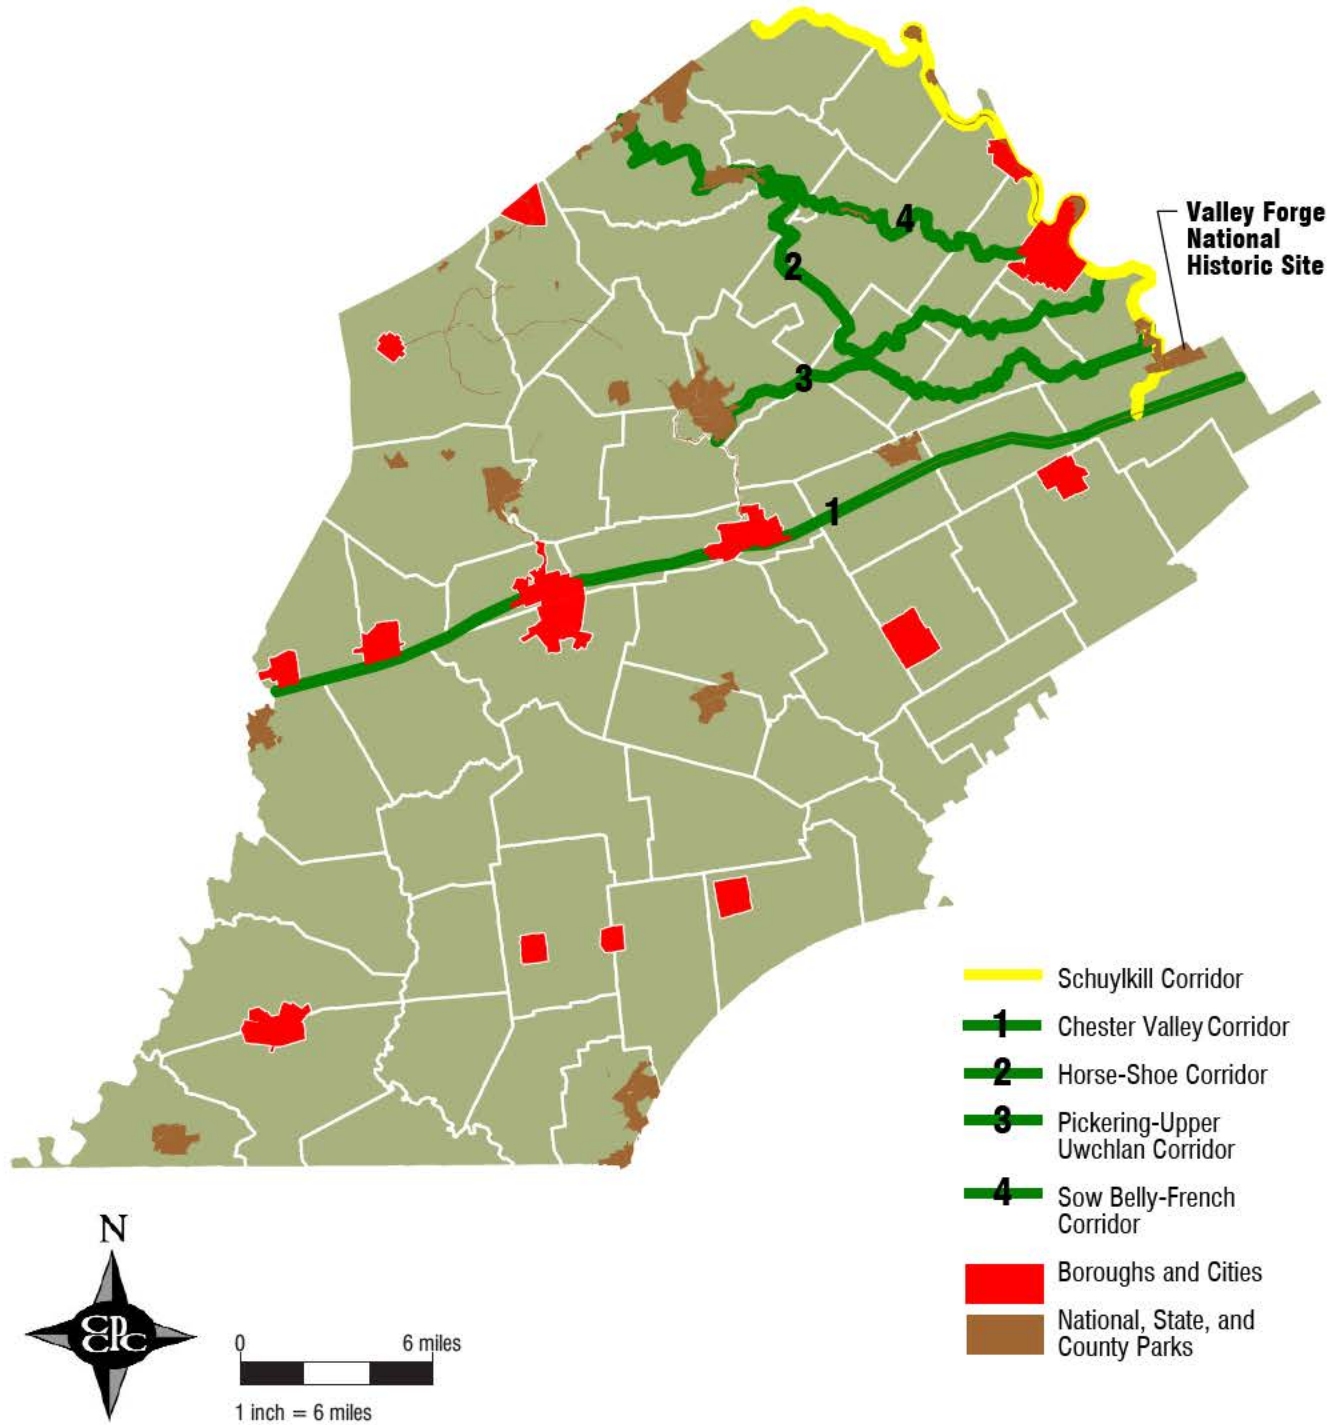 4
Valley Forge
National
Historic Site
2
3
1
Schuylkill Corridor
1 Chester Valley Corridor
2 Horse-Shoe Corridor
3 Pickering-Upper
Uwchlan Corridor
4 Sow Belly-French
Corridor
Boroughs and Cities
National, State, and
County Parks
N
CPC
CPC
0 6 miles
1 inch = 6 miles